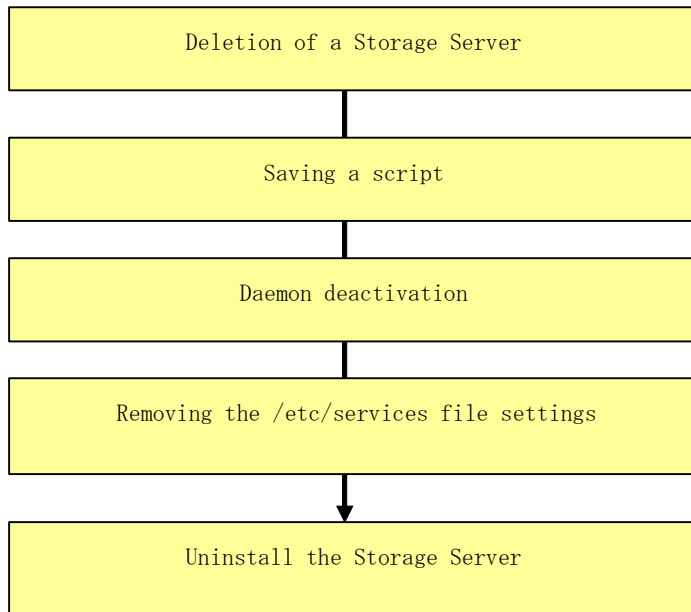 Deletion of a Storage Server
Saving a script
Daemon deactivation
Removing the /etc/services file settings
Uninstall the Storage Server